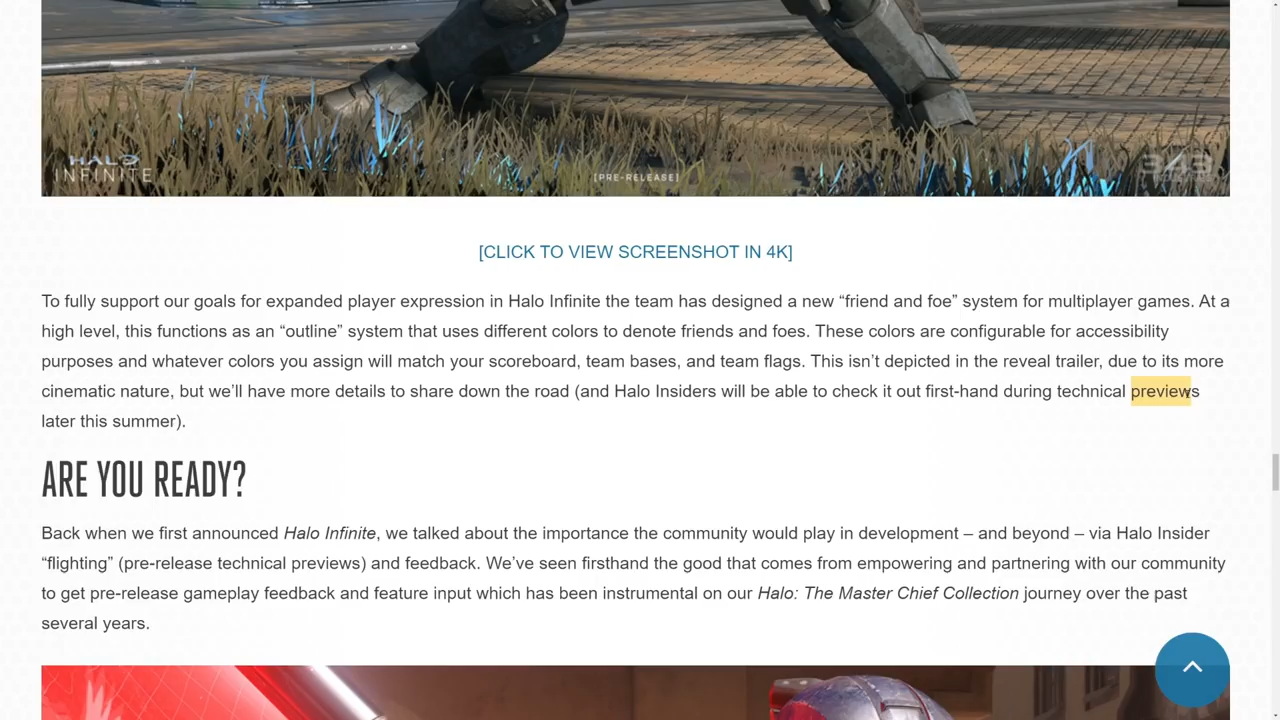 HALO
INFINITE
[PRE-RELEASE]
343
[CLICK TO VIEW SCREENSHOT IN 4K]
To fully support our goals for expanded player expression in Halo Infinite the team has designed a new “friend and foe” system for multiplayer games. At a
high level, this functions as an “outline” system that uses different colors to denote friends and foes. These colors are configurable for accessibility
purposes and whatever colors you assign will match your scoreboard, team bases, and team flags. This isn’t depicted in the reveal trailer, due to its more
cinematic nature, but we’ll have more details to share down the road (and Halo Insiders will be able to check it out first-hand during technical previews
later this summer).
ARE YOU READY?
Back when we first announced Halo Infinite, we talked about the importance the community would play in development – and beyond – via Halo Insider
“flighting” (pre-release technical previews) and feedback. We’ve seen firsthand the good that comes from empowering and partnering with our community
to get pre-release gameplay feedback and feature input which has been instrumental on our Halo: The Master Chief Collection journey over the past
several years.